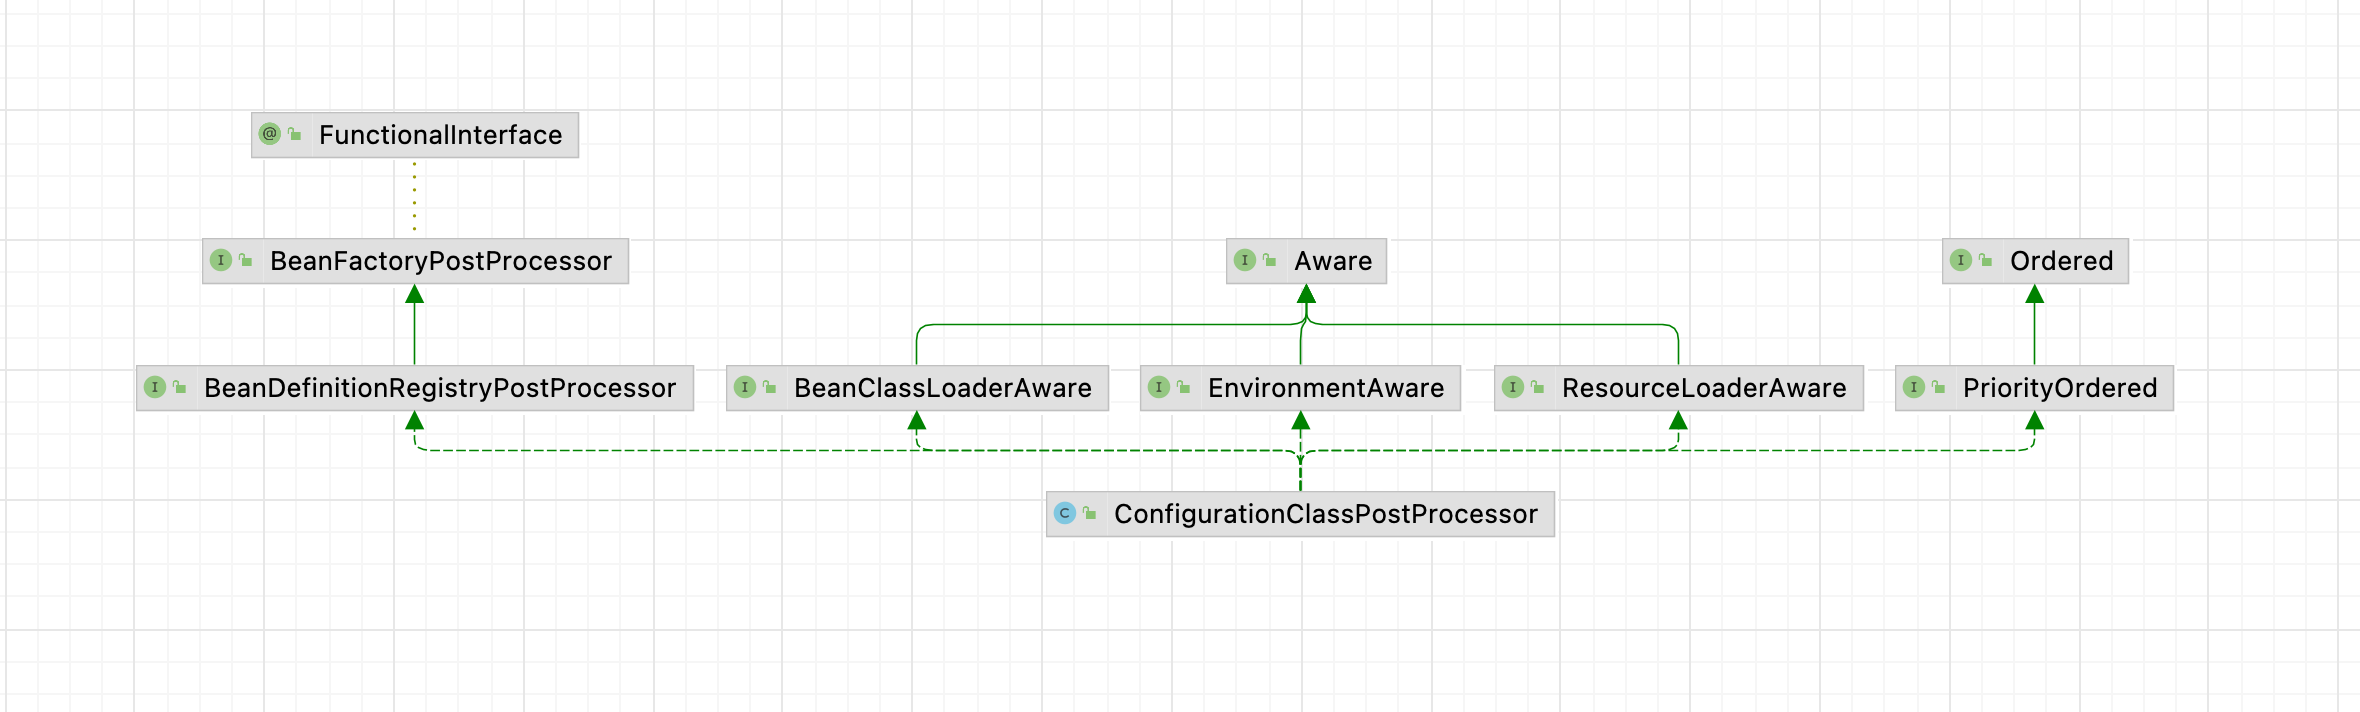 @ FunctionalInterface
I BeanFactoryPostProcessor
I Aware
I Ordered
I BeanDefinitionRegistryPostProcessor
I BeanClassLoaderAware
I EnvironmentAware
I ResourceLoaderAware
I PriorityOrdered
C ConfigurationClassPostProcessor